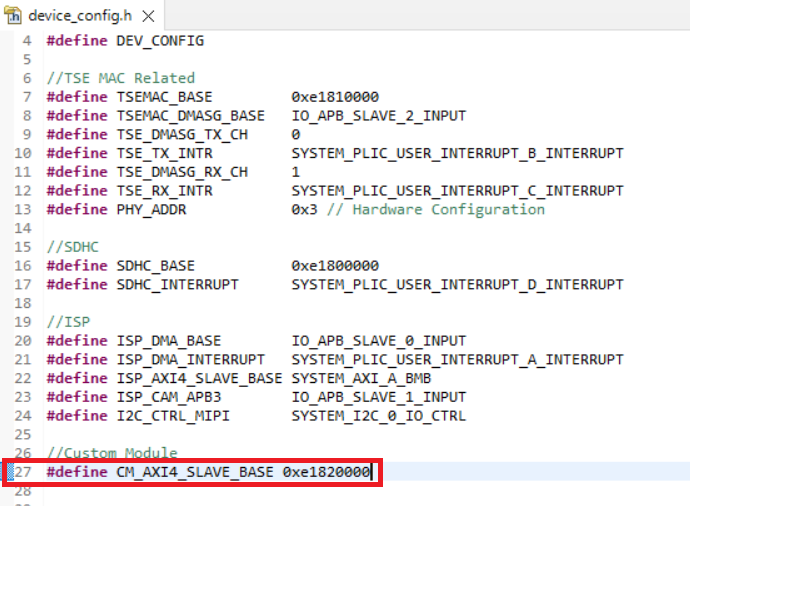 device_config.h
4 #define DEV_CONFIG
5
6 //TSE MAC Related
7 #define TSEMAC_BASE 0xe1810000
8 #define TSEMAC_DMASG_BASE IO_APB_SLAVE_2_INPUT
9 #define TSE_DMASG_TX_CH 0
10 #define TSE_TX_INTR SYSTEM_PLIC_USER_INTERRUPT_B_INTERRUPT
11 #define TSE_DMASG_RX_CH 1
12 #define TSE_RX_INTR SYSTEM_PLIC_USER_INTERRUPT_C_INTERRUPT
13 #define PHY_ADDR 0x3 // Hardware Configuration
14
15 //SDHC
16 #define SDHC_BASE 0xe1800000
17 #define SDHC_INTERRUPT SYSTEM_PLIC_USER_INTERRUPT_D_INTERRUPT
18
19 //ISP
20 #define ISP_DMA_BASE IO_APB_SLAVE_0_INPUT
21 #define ISP_DMA_INTERRUPT SYSTEM_PLIC_USER_INTERRUPT_A_INTERRUPT
22 #define ISP_AXI4_SLAVE_BASE SYSTEM_AXI_A_BMB
23 #define ISP_CAM_APB3 IO_APB_SLAVE_1_INPUT
24 #define I2C_CTRL_MIPI SYSTEM_I2C_0_IO_CTRL
25
26 //Custom Module
27 #define CM_AXI4_SLAVE_BASE 0xe1820000
28